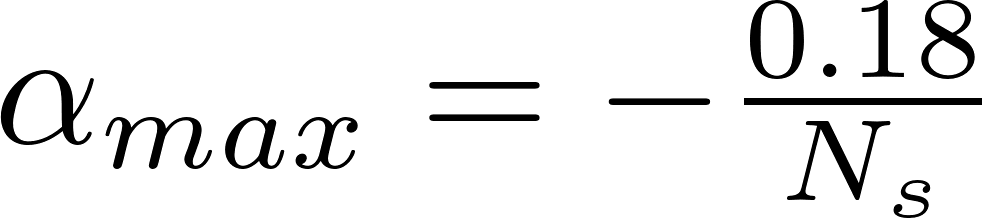 α_{max} = -\frac{0.18}{N_s}